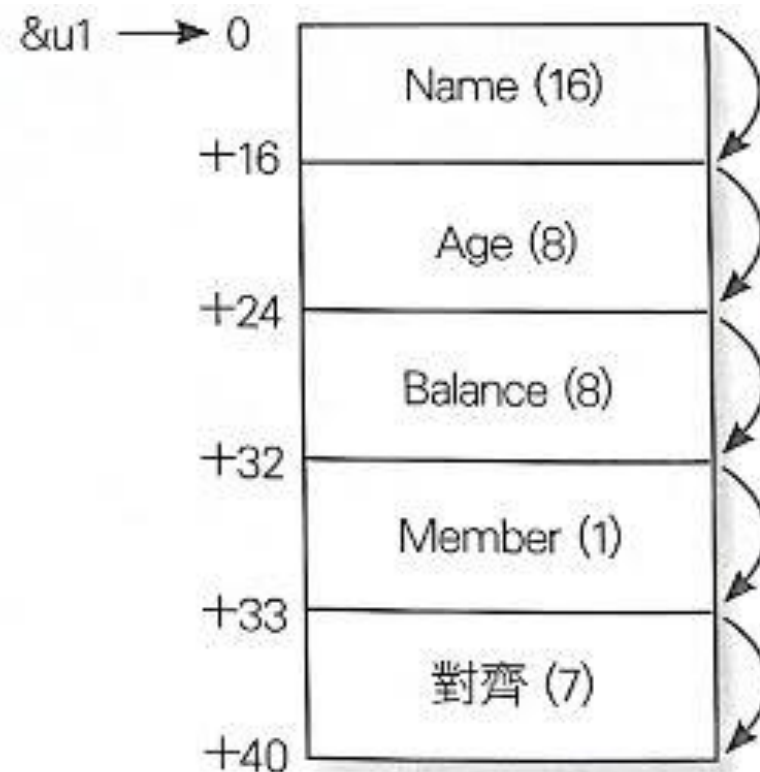 &u1 0
Name (16)
+16
Age (8)
+24
Balance (8)
+32
Member (1)
+33
對齊 (7)
+40